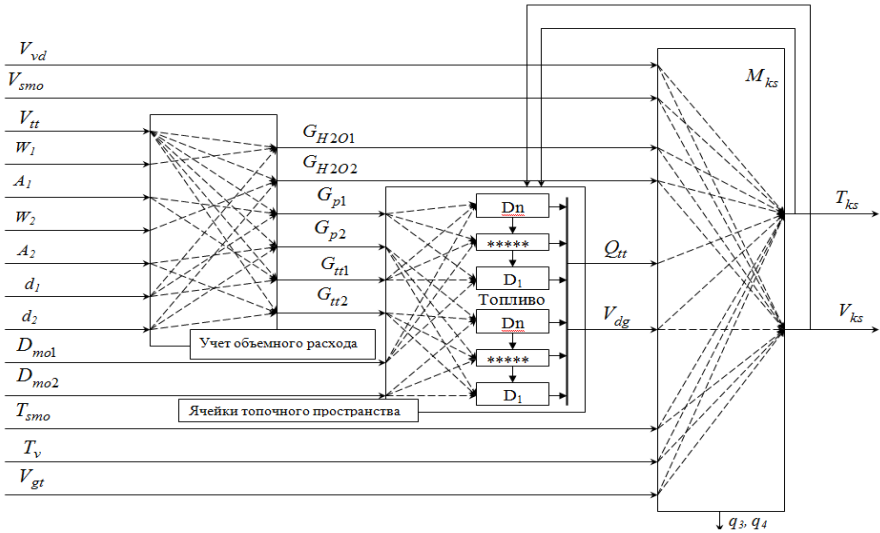 V_vd
V_smo
V_tt
W_1
A_1
W_2
A_2
d_1
d_2
D_mo1
D_mo2
T_smo
T_v
V_gt
Учет объемного расхода
G_H2O1
G_H2O2
G_p1
G_p2
G_tt1
G_tt2
Ячейки топочного пространства
Dn
*****
D_1
Топливо
Dn
*****
D_1
Q_tt
V_dg
M_ks
T_ks
V_ks
q_3, q_4